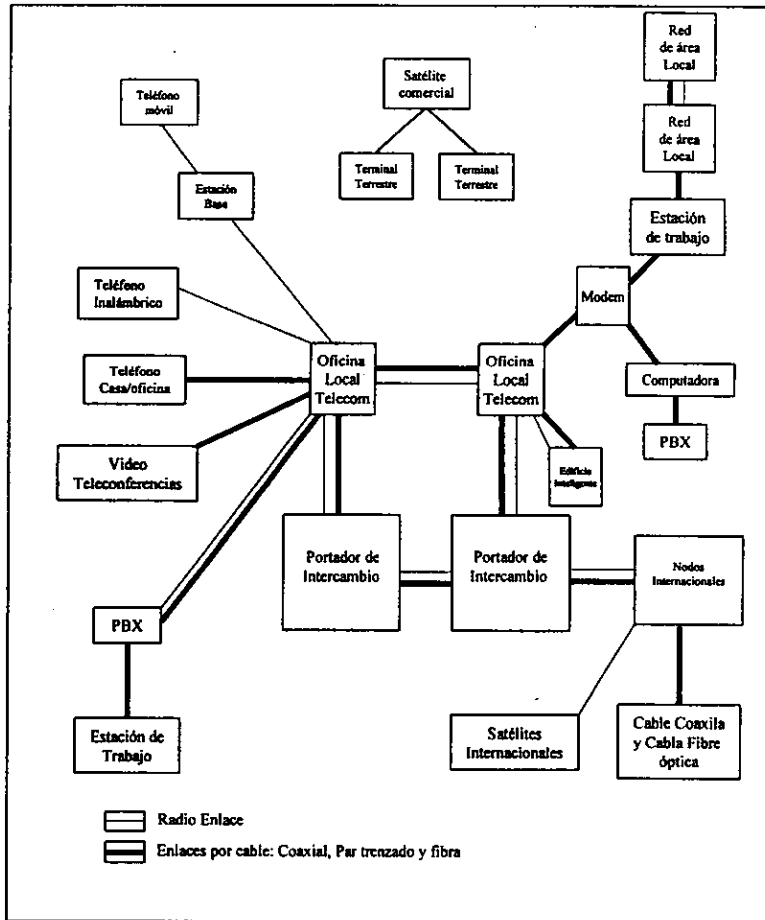 Red
de área
Local
Satélite
comercial
Teléfono
móvil
Red
de área
Local
Terminal
Terrestre
Terminal
Terrestre
Estación
Base
Estación
de trabajo
Teléfono
Inalámbrico
Modem
Oficina
Local
Telecom
Oficina
Local
Telecom
Teléfono
Casa/oficina
Computadora
PBX
Video
Teleconferencias
Edificio
Inteligente
Portador de
Intercambio
Portador de
Intercambio
Nodos
Internacionales
PBX
Estación de
Trabajo
Satélites
Internacionales
Cable Coaxila
y Cabla Fibre
óptica
Radio Enlace
Enlaces por cable: Coaxial, Par trenzado y fibra